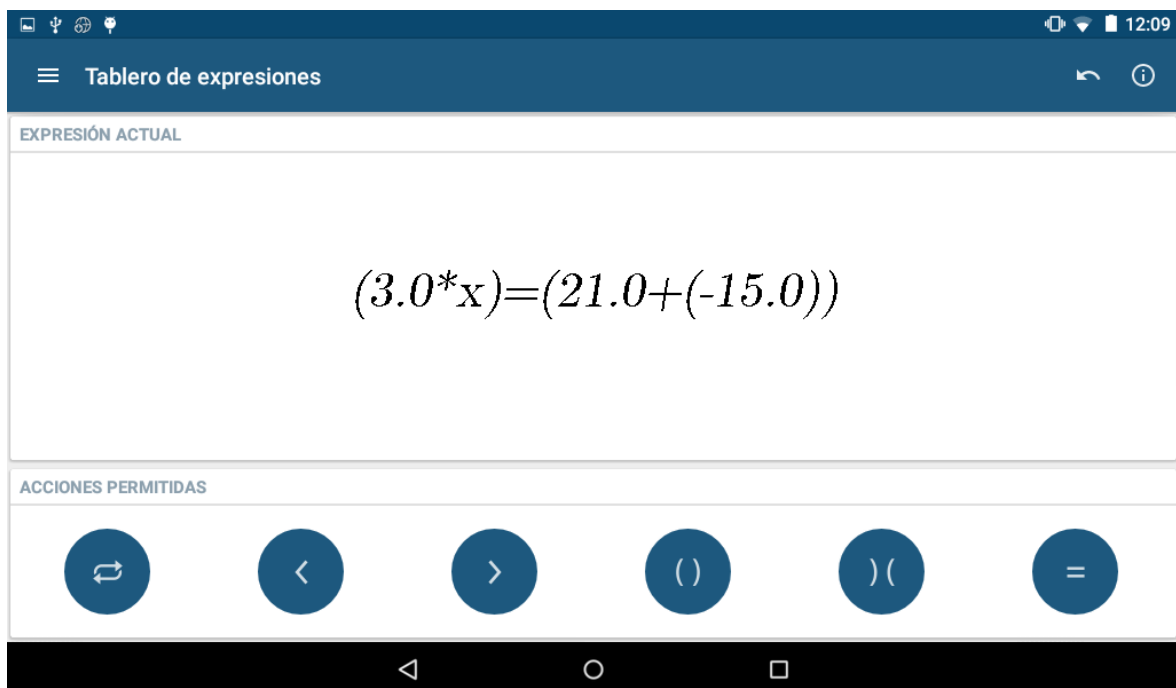 12:09
Tablero de expresiones
EXPRESIÓN ACTUAL
(3.0*x)=(21.0+(-15.0))
ACCIONES PERMITIDAS
< > () )( =